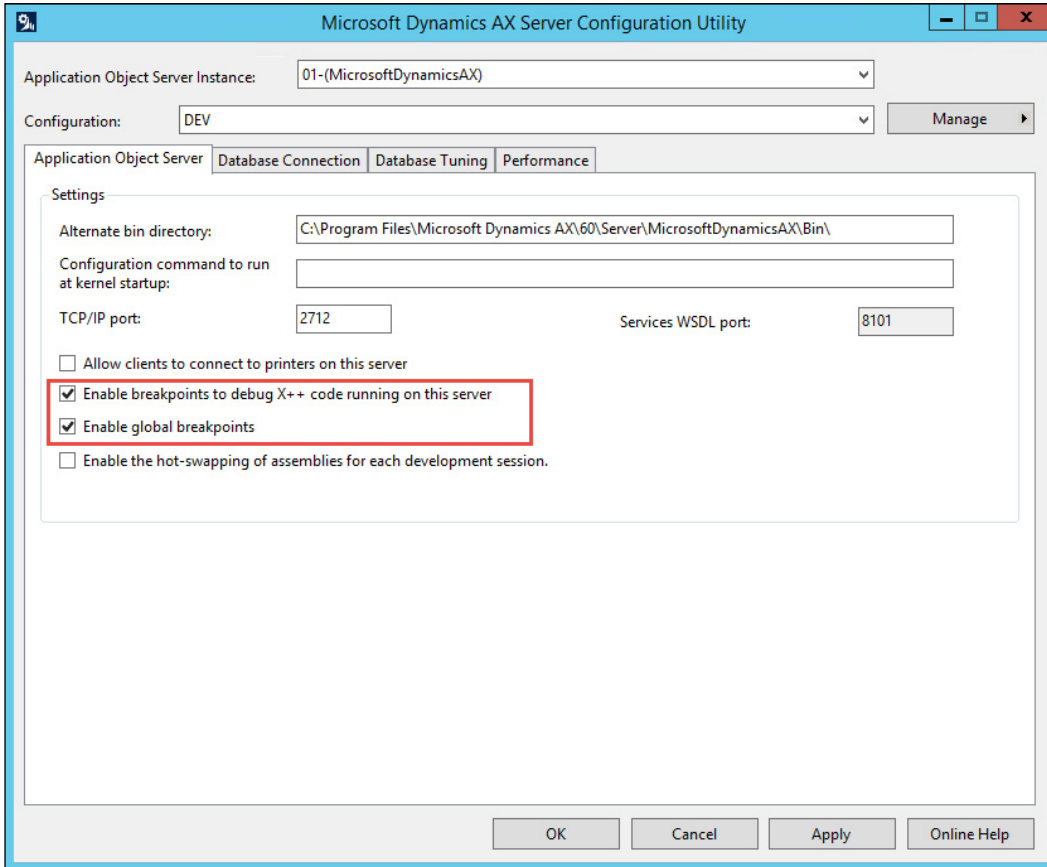 Microsoft Dynamics AX Server Configuration Utility
Application Object Server Instance: 01-(MicrosoftDynamicsAX)
Configuration: DEV Manage
Application Object Server Database Connection Database Tuning Performance
Settings
Alternate bin directory: C:\Program Files\Microsoft Dynamics AX\60\Server\MicrosoftDynamicsAX\Bin\
Configuration command to run
at kernel startup:
TCP/IP port: 2712 Services WSDL port: 8101
Allow clients to connect to printers on this server
Enable breakpoints to debug X++ code running on this server
Enable global breakpoints
Enable the hot-swapping of assemblies for each development session.
OK Cancel Apply Online Help